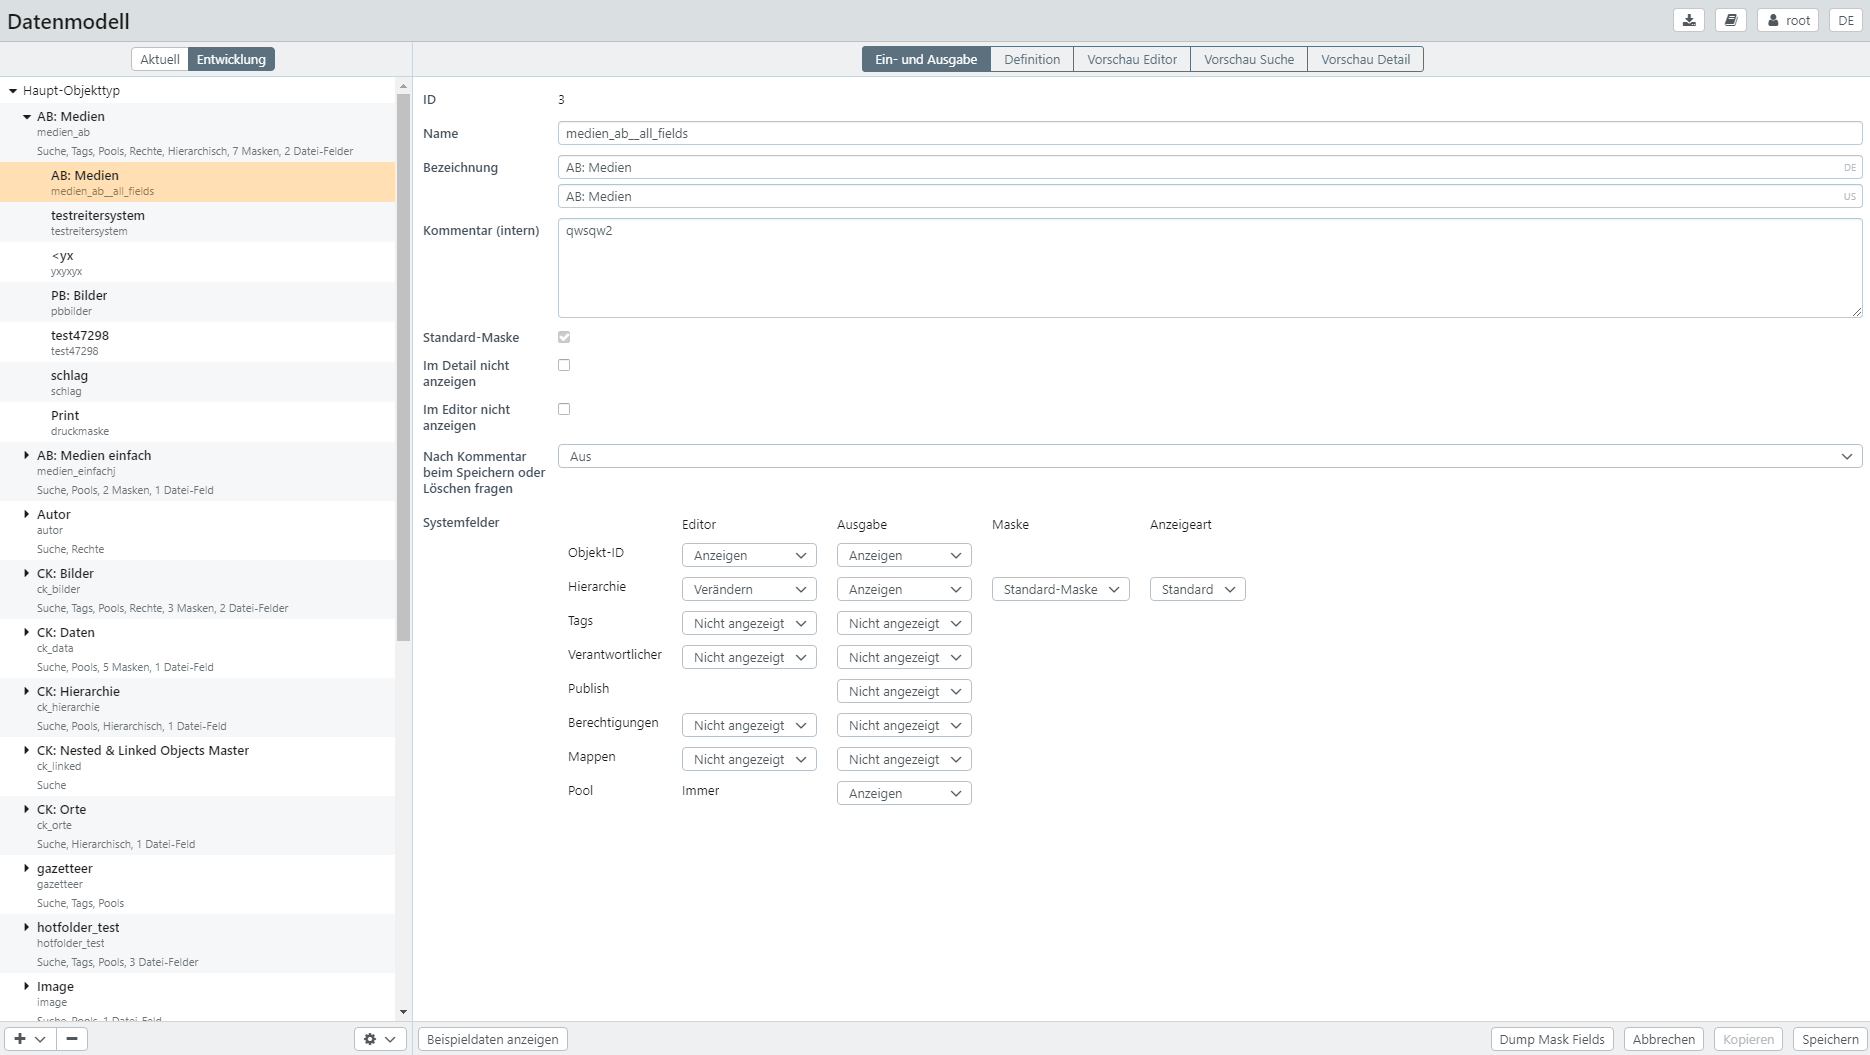 Datenmodell
root
DE
Aktuell
Entwicklung
Ein- und Ausgabe
Definition
Vorschau Editor
Vorschau Suche
Vorschau Detail
Haupt-Objekttyp
AB: Medien
medien_ab
Suche, Tags, Pools, Rechte, Hierarchisch, 7 Masken, 2 Datei-Felder
AB: Medien
medien_ab__all_fields
testreitersystem
testreitersystem
<yx
yxyxyx
PB: Bilder
pbbilder
test47298
test47298
schlag
schlag
Print
druckmaske
AB: Medien einfach
medien_einfachj
Suche, Pools, 2 Masken, 1 Datei-Feld
Autor
autor
Suche, Rechte
CK: Bilder
ck_bilder
Suche, Tags, Pools, Rechte, 3 Masken, 2 Datei-Felder
CK: Daten
ck_data
Suche, Pools, 5 Masken, 1 Datei-Feld
CK: Hierarchie
ck_hierarchie
Suche, Pools, Hierarchisch, 1 Datei-Feld
CK: Nested & Linked Objects Master
ck_linked
Suche
CK: Orte
ck_orte
Suche, Hierarchisch, 1 Datei-Feld
gazetteer
gazetteer
Suche, Tags, Pools
hotfolder_test
hotfolder_test
Suche, Tags, Pools, 3 Datei-Felder
Image
image
Suche, Pools, 1 Datei-Feld
ID
3
Name
medien_ab__all_fields
Bezeichnung
AB: Medien
DE
AB: Medien
US
Kommentar (intern)
qwsqw2
Standard-Maske
Im Detail nicht
anzeigen
Im Editor nicht
anzeigen
Nach Kommentar
beim Speichern oder
Löschen fragen
Aus
Systemfelder
Editor
Ausgabe
Maske
Anzeigeart
Objekt-ID
Anzeigen
Anzeigen
Hierarchie
Verändern
Anzeigen
Standard-Maske
Standard
Tags
Nicht angezeigt
Nicht angezeigt
Verantwortlicher
Nicht angezeigt
Nicht angezeigt
Publish
Nicht angezeigt
Berechtigungen
Nicht angezeigt
Nicht angezeigt
Mappen
Nicht angezeigt
Nicht angezeigt
Pool
Immer
Anzeigen
Beispieldaten anzeigen
Dump Mask Fields
Abbrechen
Kopieren
Speichern